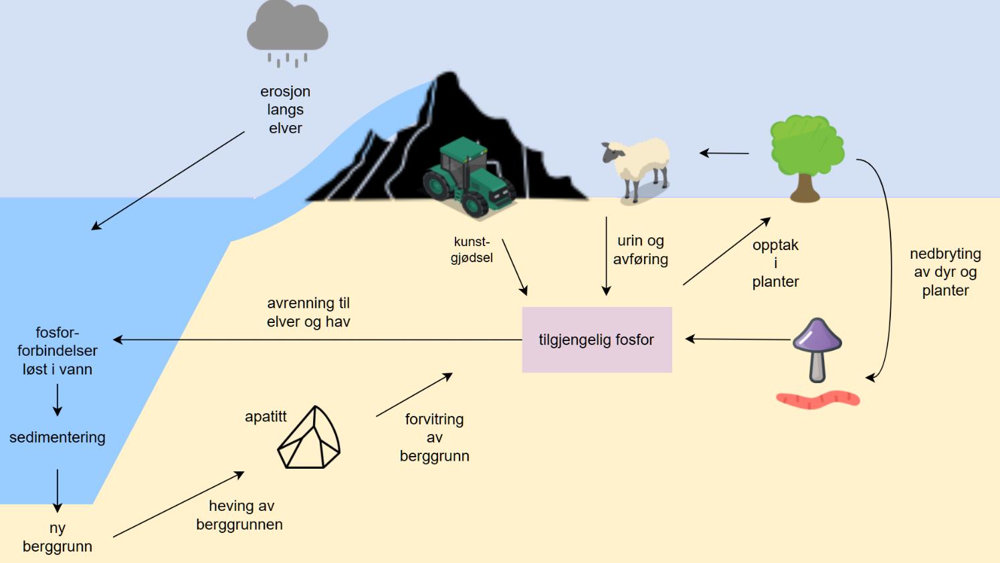 erosjon
langs
elver
kunst-
gjødsel
urin og
avføring
opptak
i
planter
nedbryting
av dyr og
planter
avrenning til
elver og hav
tilgjengelig fosfor
fosfor-
forbindelser
løst i vann
sedimentering
apatitt
forvitring
av
berggrunn
heving av
berggrunnen
ny
berggrunn